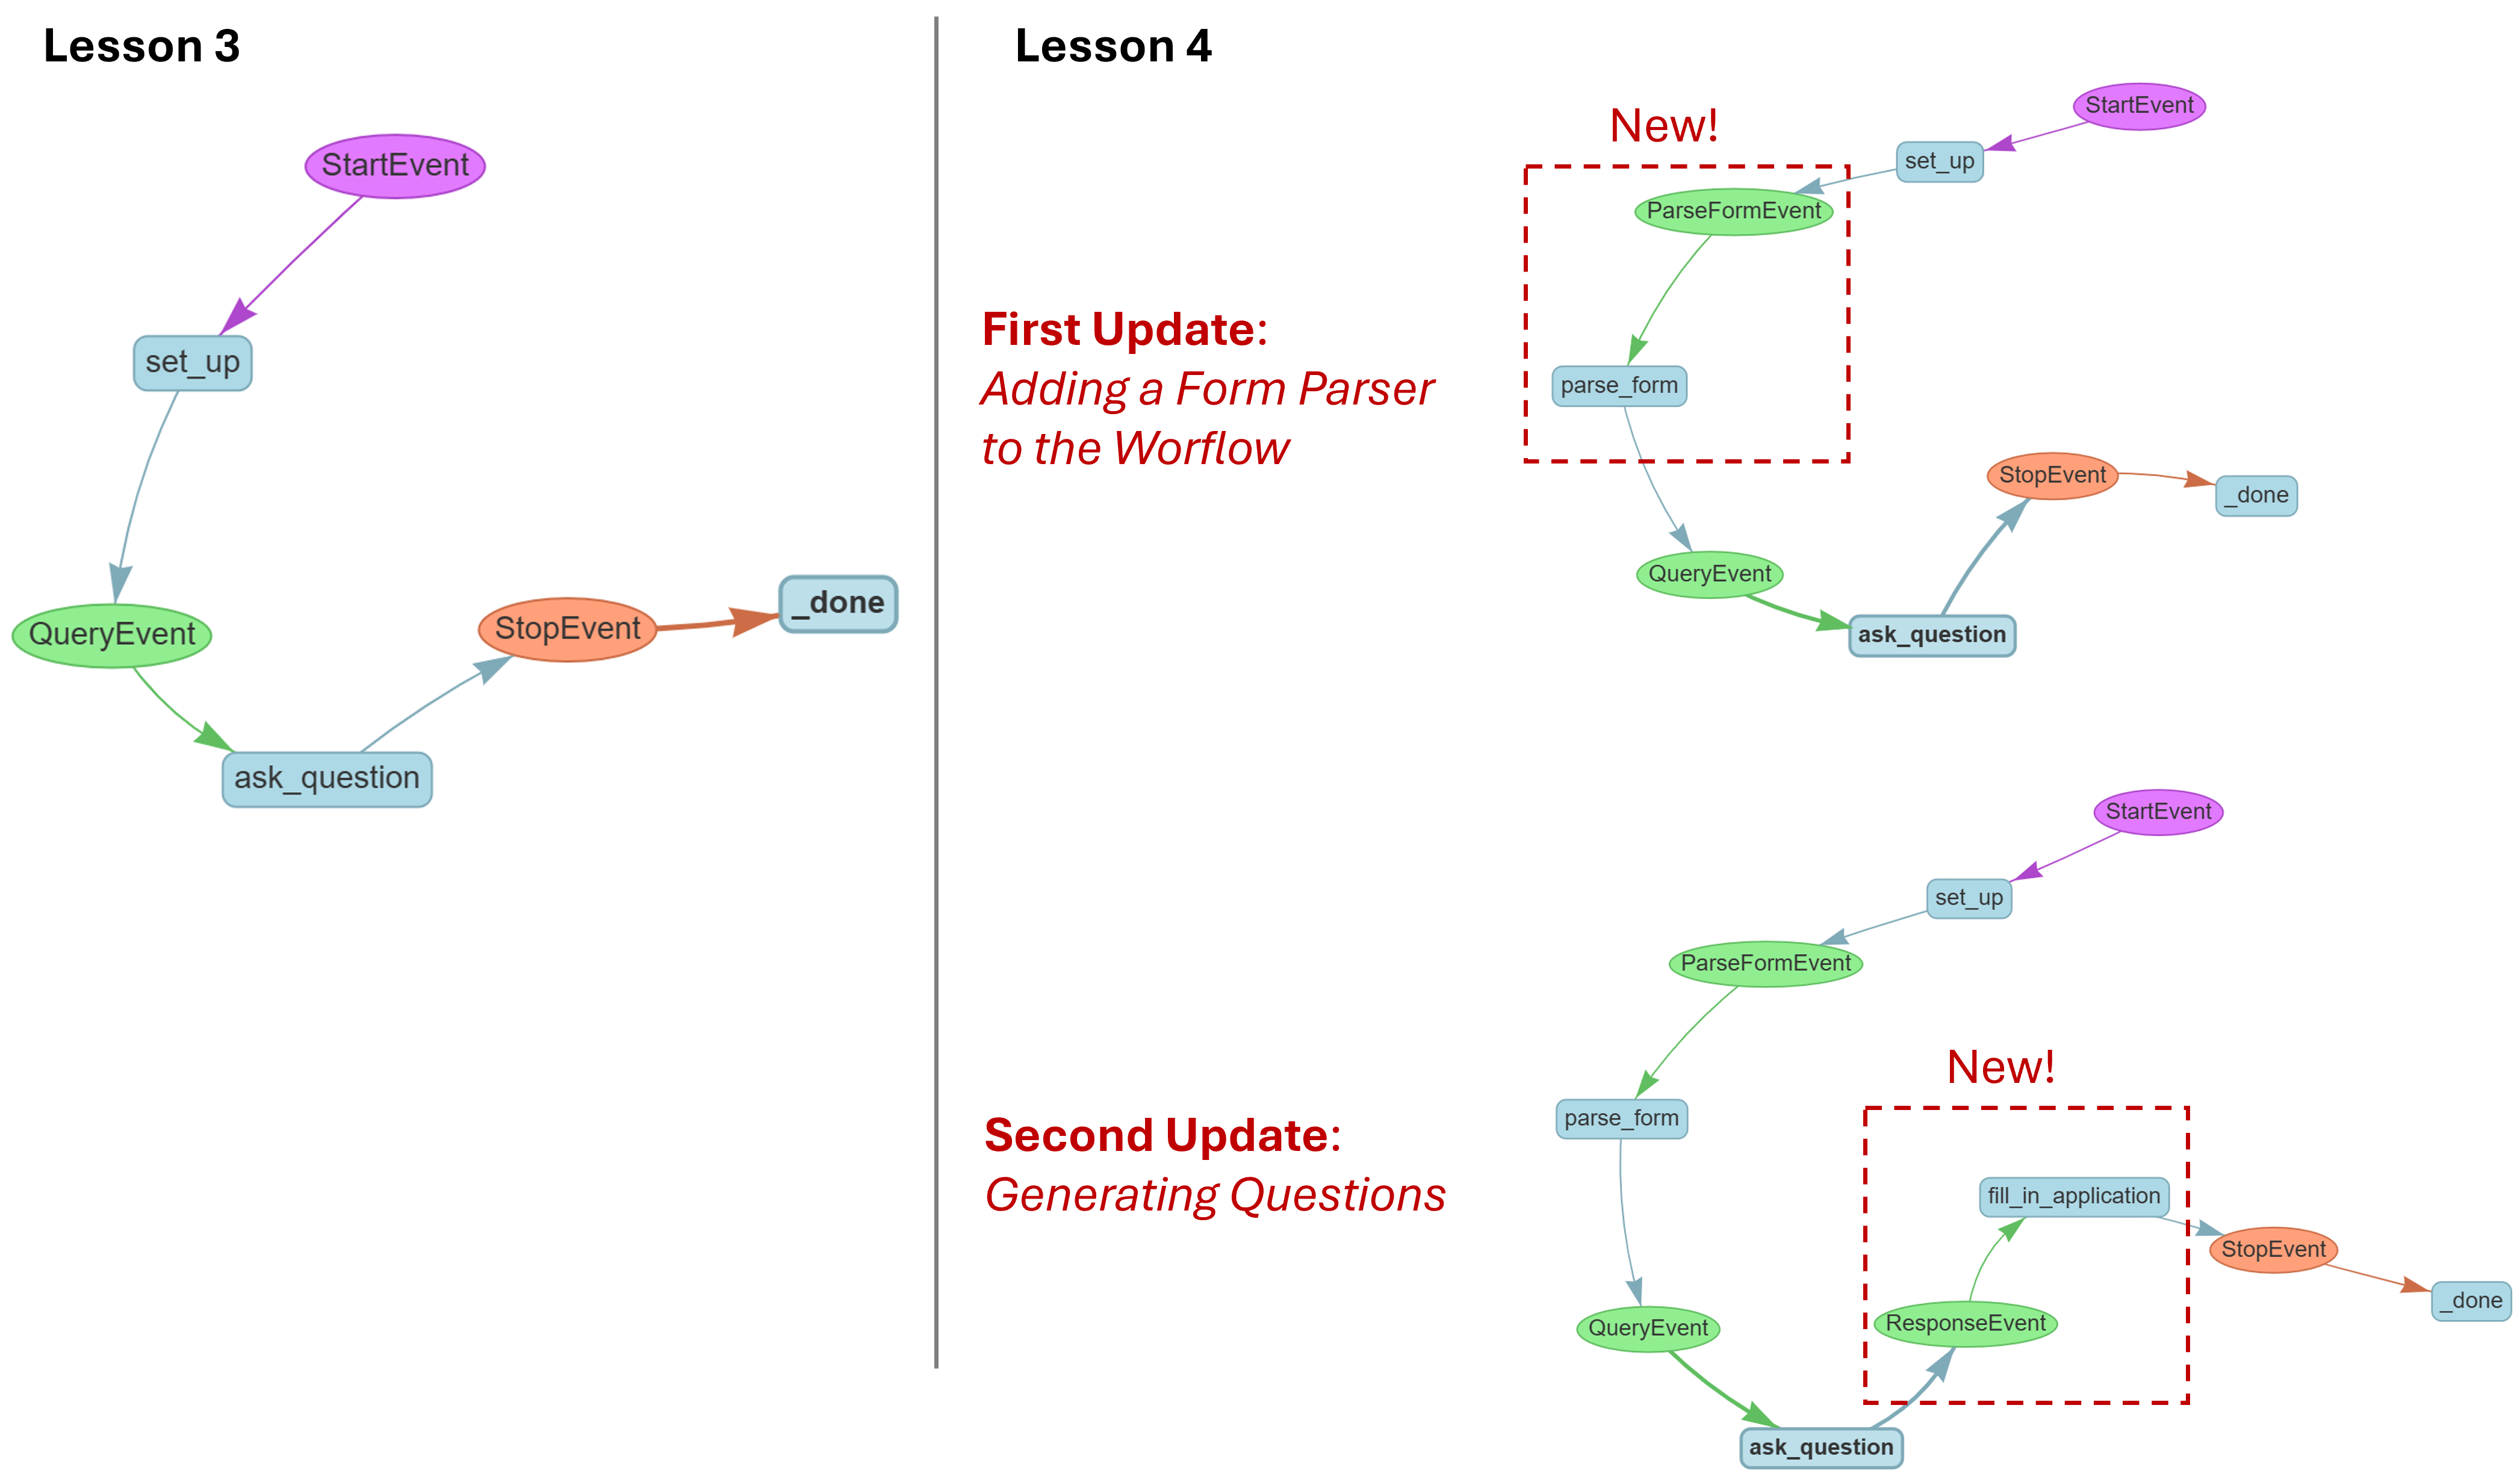 Lesson 3
StartEvent
set_up
QueryEvent
ask_question
StopEvent
_done
Lesson 4
First Update:
Adding a Form Parser
to the Worflow
New!
StartEvent
set_up
ParseFormEvent
parse_form
QueryEvent
ask_question
StopEvent
_done
Second Update:
Generating Questions
StartEvent
set_up
ParseFormEvent
parse_form
QueryEvent
ask_question
New!
ResponseEvent
fill_in_application
StopEvent
_done